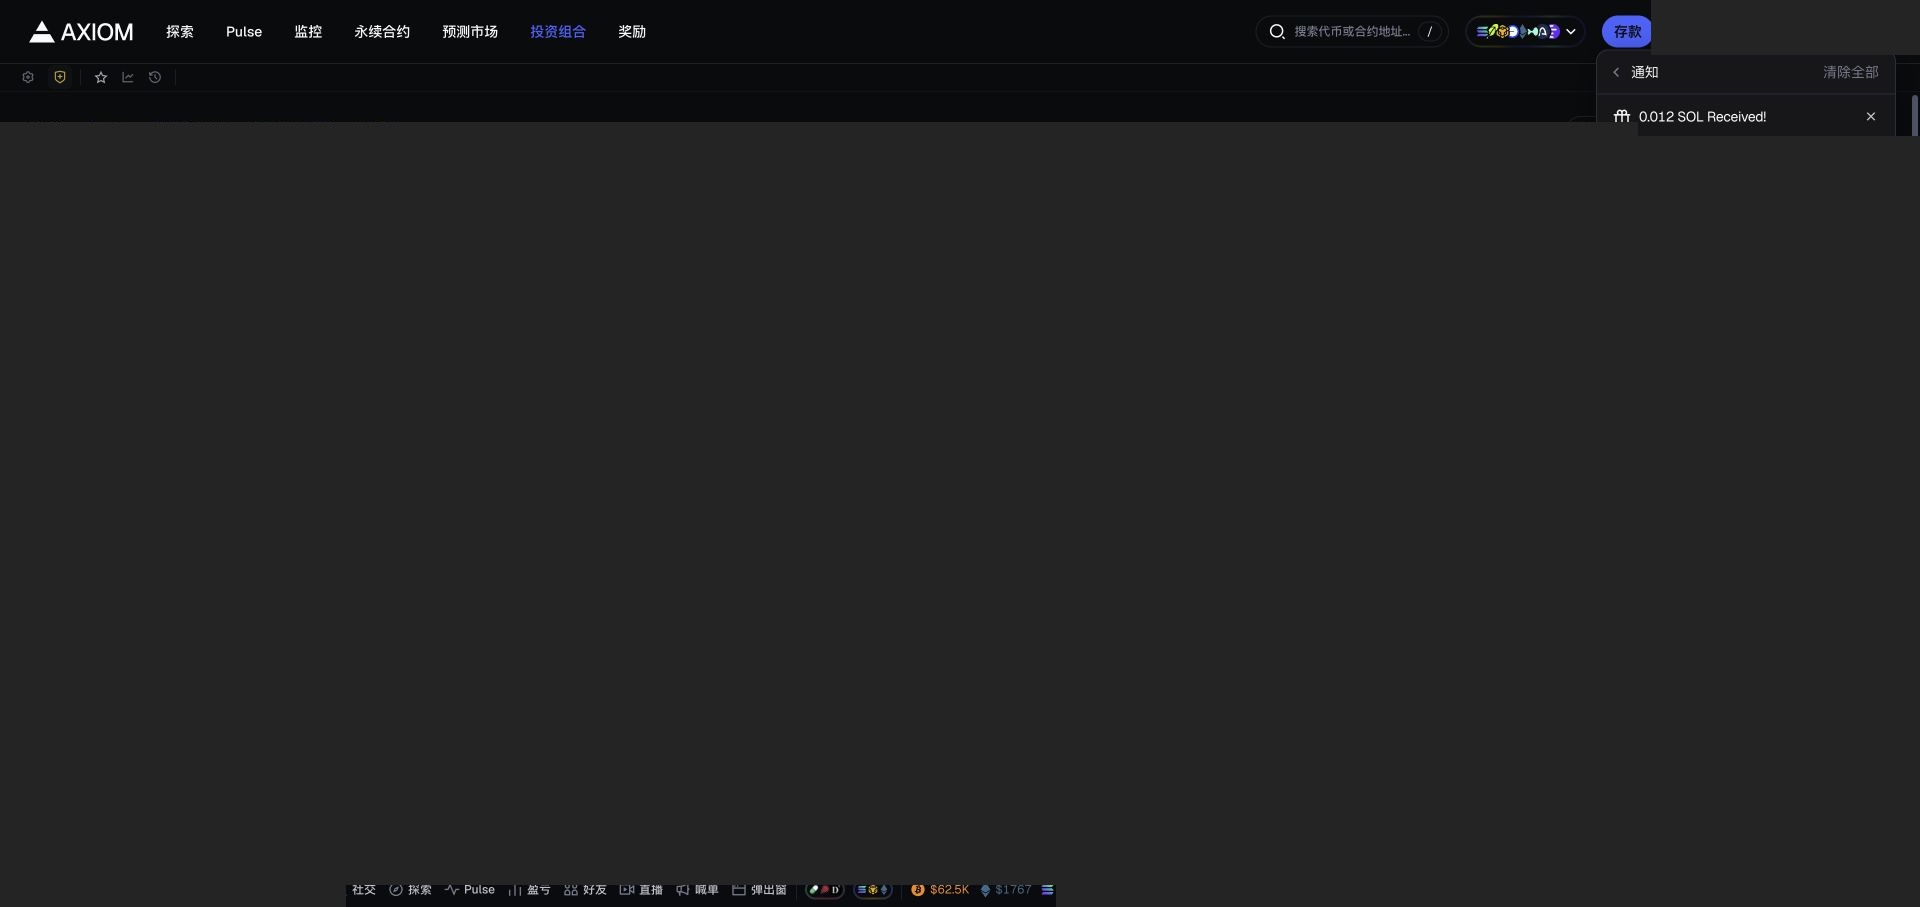 AXIOM 探索 Pulse 监控 永续合约 预测市场 投资组合 奖励 搜索代币或合约地址... / 存款
通知 清除全部
0.012 SOL Received!
社交 探索 Pulse 盈亏 好友 直播 喊单 弹出窗 $62.5K $1767